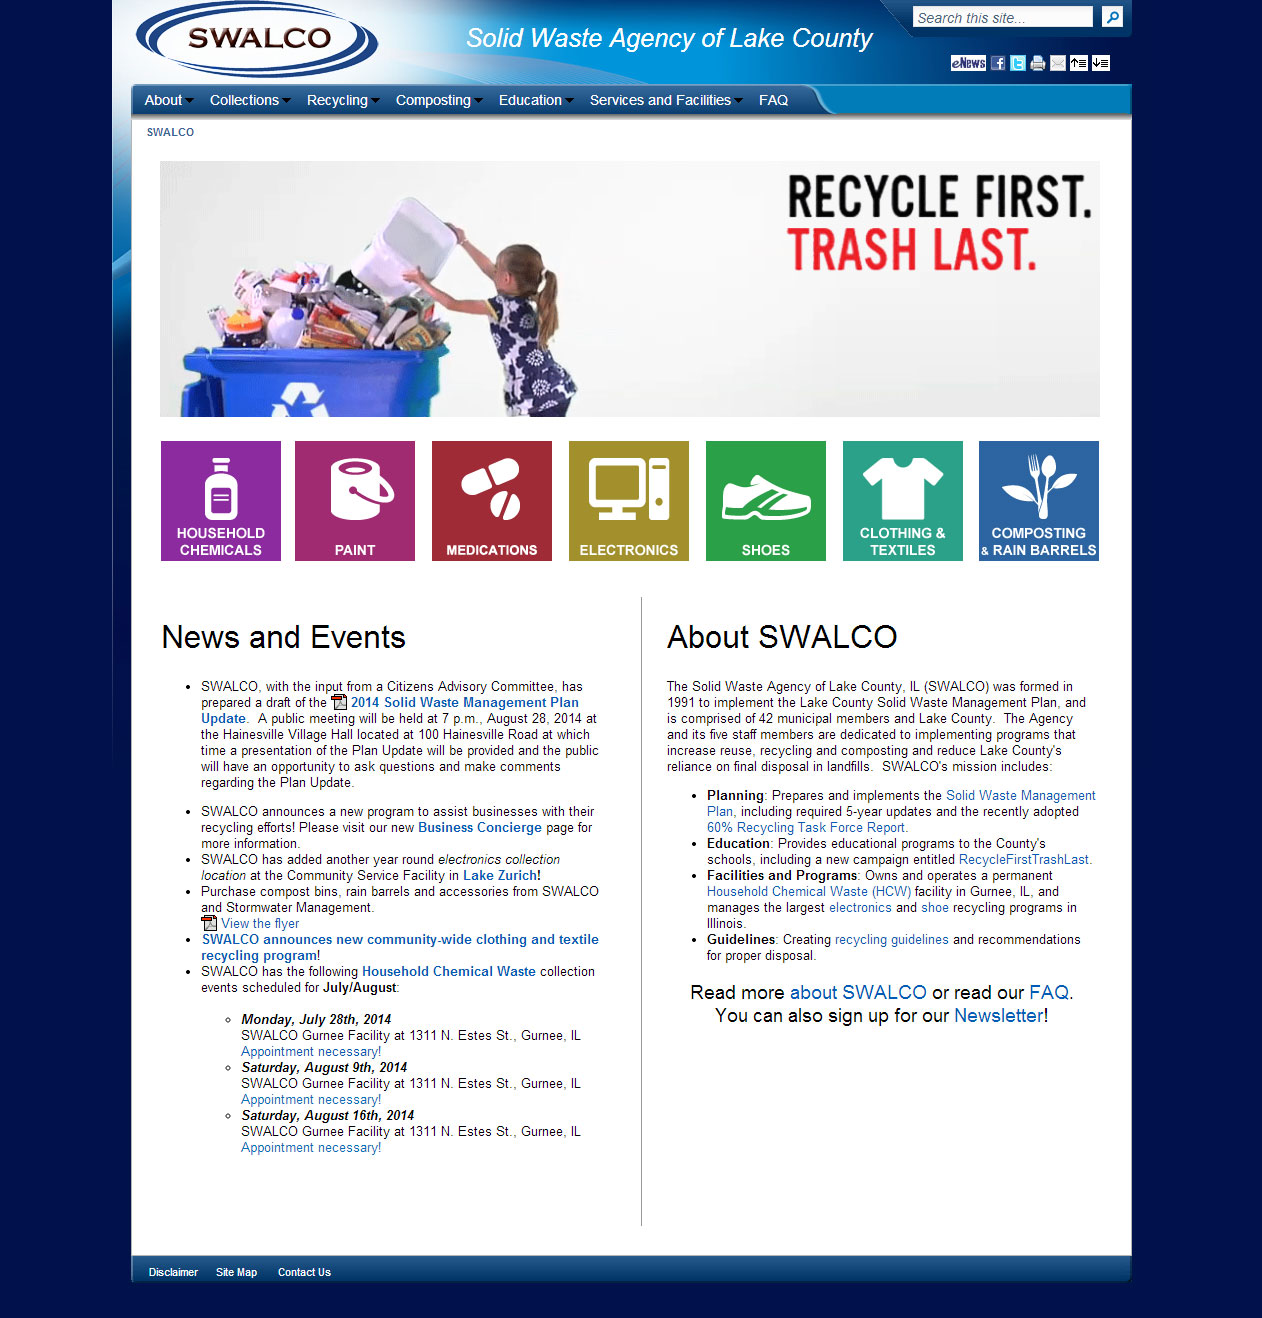 SWALCO
Solid Waste Agency of Lake County
Search this site...
eNews
About
Collections
Recycling
Composting
Education
Services and Facilities
FAQ
SWALCO
RECYCLE FIRST.
TRASH LAST.
HOUSEHOLD
CHEMICALS
PAINT
MEDICATIONS
ELECTRONICS
SHOES
CLOTHING &
TEXTILES
COMPOSTING
& RAIN BARRELS
News and Events
SWALCO, with the input from a Citizens Advisory Committee, has
prepared a draft of the 2014 Solid Waste Management Plan
Update. A public meeting will be held at 7 p.m., August 28, 2014 at
the Hainesville Village Hall located at 100 Hainesville Road at which
time a presentation of the Plan Update will be provided and the public
will have an opportunity to ask questions and make comments
regarding the Plan Update.
SWALCO announces a new program to assist businesses with their
recycling efforts! Please visit our new Business Concierge page for
more information.
SWALCO has added another year round electronics collection
location at the Community Service Facility in Lake Zurich!
Purchase compost bins, rain barrels and accessories from SWALCO
and Stormwater Management.
View the flyer
SWALCO announces new community-wide clothing and textile
recycling program!
SWALCO has the following Household Chemical Waste collection
events scheduled for July/August:
Monday, July 28th, 2014
SWALCO Gurnee Facility at 1311 N. Estes St., Gurnee, IL
Appointment necessary!
Saturday, August 9th, 2014
SWALCO Gurnee Facility at 1311 N. Estes St., Gurnee, IL
Appointment necessary!
Saturday, August 16th, 2014
SWALCO Gurnee Facility at 1311 N. Estes St., Gurnee, IL
Appointment necessary!
About SWALCO
The Solid Waste Agency of Lake County, IL (SWALCO) was formed in
1991 to implement the Lake County Solid Waste Management Plan, and
is comprised of 42 municipal members and Lake County. The Agency
and its five staff members are dedicated to implementing programs that
increase reuse, recycling and composting and reduce Lake County's
reliance on final disposal in landfills. SWALCO's mission includes:
Planning: Prepares and implements the Solid Waste Management
Plan, including required 5-year updates and the recently adopted
60% Recycling Task Force Report.
Education: Provides educational programs to the County's
schools, including a new campaign entitled RecycleFirstTrashLast.
Facilities and Programs: Owns and operates a permanent
Household Chemical Waste (HCW) facility in Gurnee, IL, and
manages the largest electronics and shoe recycling programs in
Illinois.
Guidelines: Creating recycling guidelines and recommendations
for proper disposal.
Read more about SWALCO or read our FAQ.
You can also sign up for our Newsletter!
Disclaimer
Site Map
Contact Us